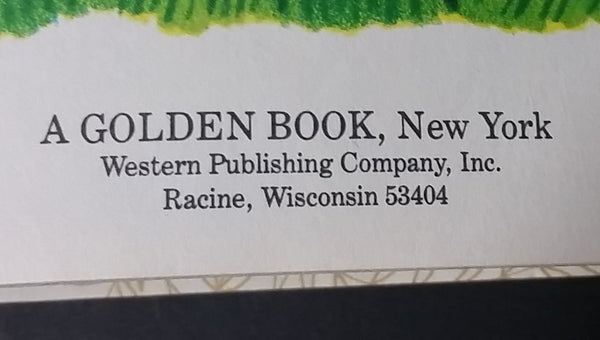 A GOLDEN BOOK, New York
Western Publishing Company, Inc.
Racine, Wisconsin 53404